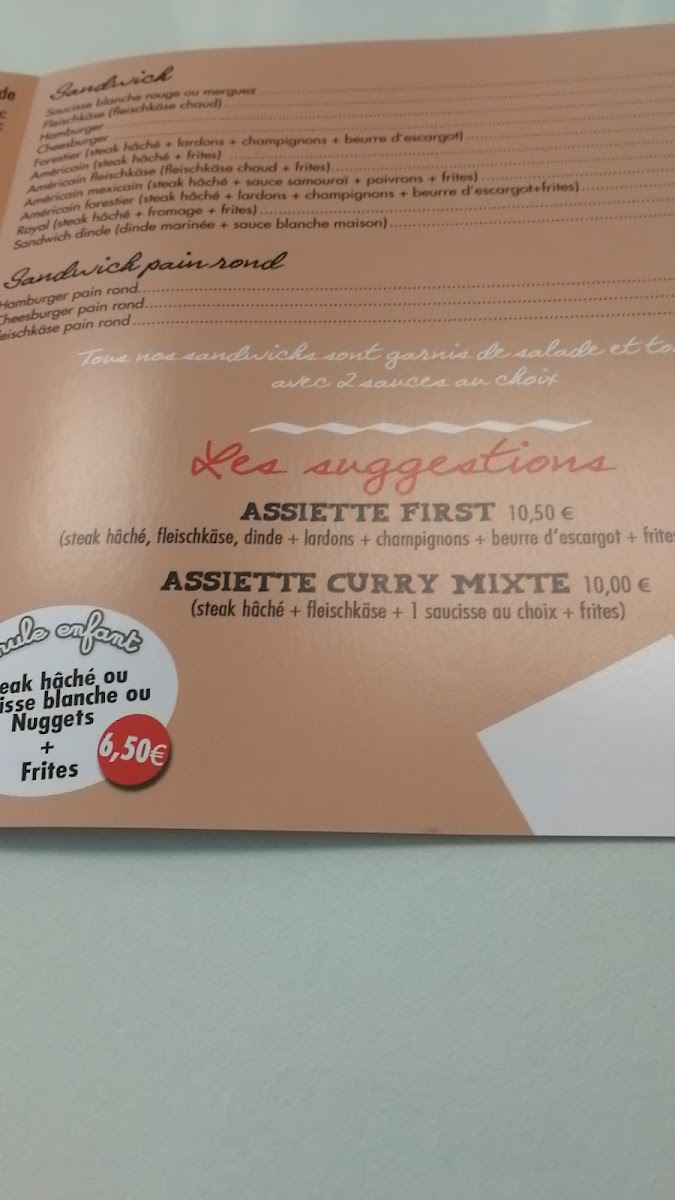 de
Sandwich
Saucisse blanche rouge ou merguez
Fleischkäse (fleischkäse chaud)
Hamburger
Cheesburger
Forestier (steak hâché + lardons + champignons + beurre d'escargot)
Américain (steak hâché + frites)
Américain fleischkäse (fleischkäse chaud + frites)
Américain mexicain (steak hâché + sauce samouraï + poivrons + frites)
Américain forestier (steak hâché + lardons + champignons + beurre d'escargot+frites)
Royal (steak hâché + fromage + frites)
Sandwich dinde (dinde marinée + sauce blanche maison)
Sandwich pain rond
Hamburger pain rond
Cheesburger pain rond
leischkäse pain rond
Tous nos sandwichs sont garnis de salade et to
avec 2 sauces au choix
Les suggestions
ASSIETTE FIRST 10,50 €
(steak hâché, fleischkäse, dinde + lardons + champignons + beurre d'escargot + frites
ASSIETTE CURRY MIXTE 10,00 €
(steak hâché + fleischkäse + 1 saucisse au choix + frites)
mule enfant
eak hâché ou
isse blanche ou
Nuggets
+
Frites
6,50€